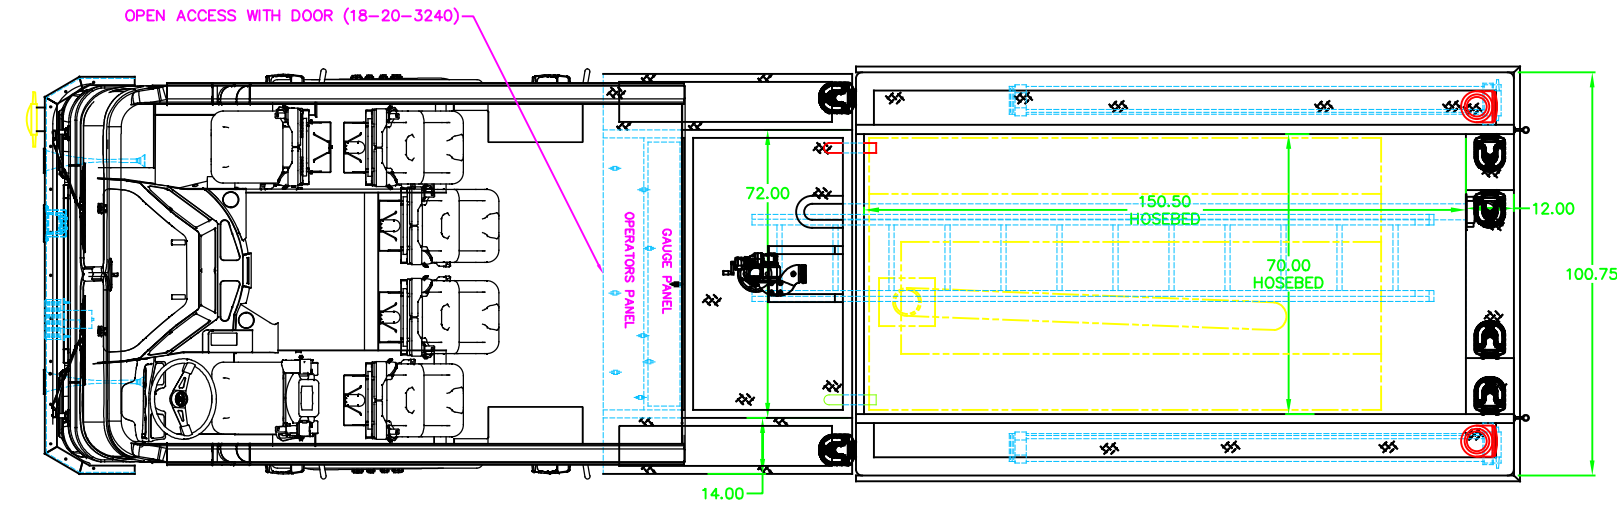 OPEN ACCESS WITH DOOR (18-20-3240)
72.00
150.50
HOSEBED
12.00
OPERATORS PANEL
GAUGE PANEL
70.00
HOSEBED
100.75
14.00